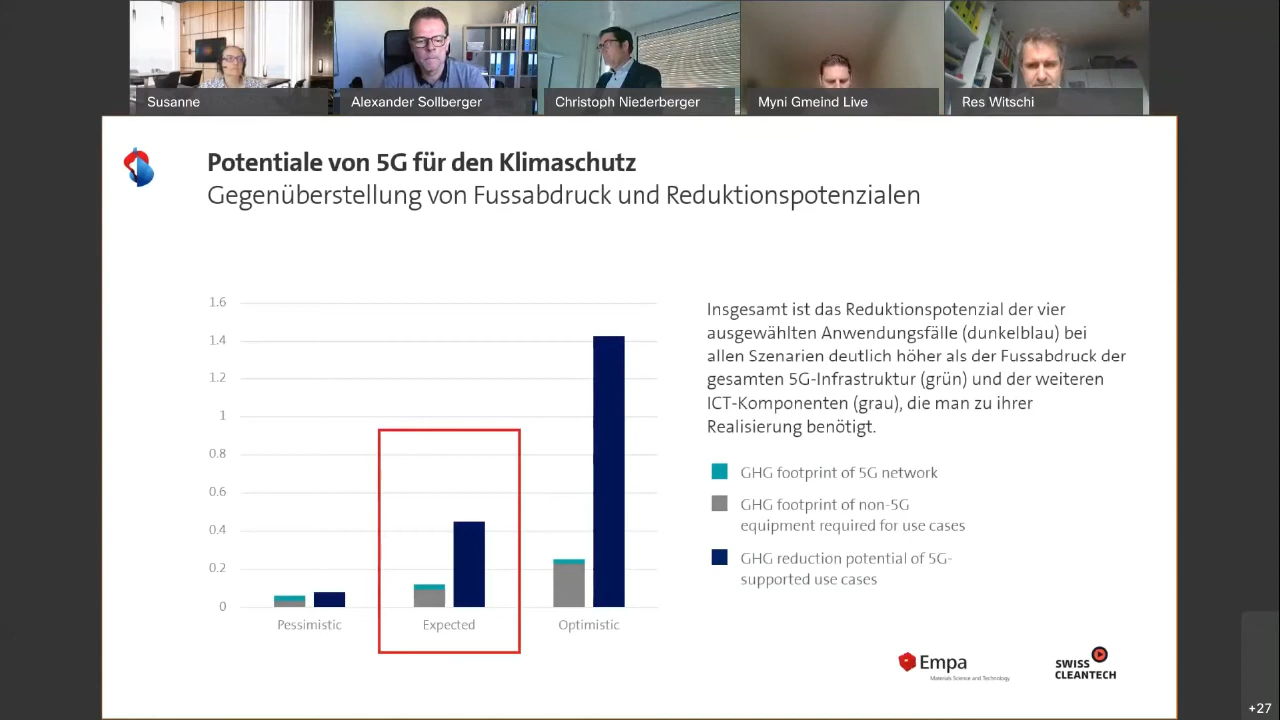 Susanne
Alexander Sollberger
Christoph Niederberger
Myni Gmeind Live
Res Witschi
Potentiale von 5G für den Klimaschutz
Gegenüberstellung von Fussabdruck und Reduktionspotenzialen
1.6
1.4
1.2
1
0.8
0.6
0.4
0.2
0
Pessimistic
Expected
Optimistic
Insgesamt ist das Reduktionspotenzial der vier
ausgewählten Anwendungsfälle (dunkelblau) bei
allen Szenarien deutlich höher als der Fussabdruck der
gesamten 5G-Infrastruktur (grün) und der weiteren
ICT-Komponenten (grau), die man zu ihrer
Realisierung benötigt.
GHG footprint of 5G network
GHG footprint of non-5G
equipment required for use cases
GHG reduction potential of 5G-
supported use cases
Empa
Materials Science and Technology
SWISS
CLEANTECH
+27